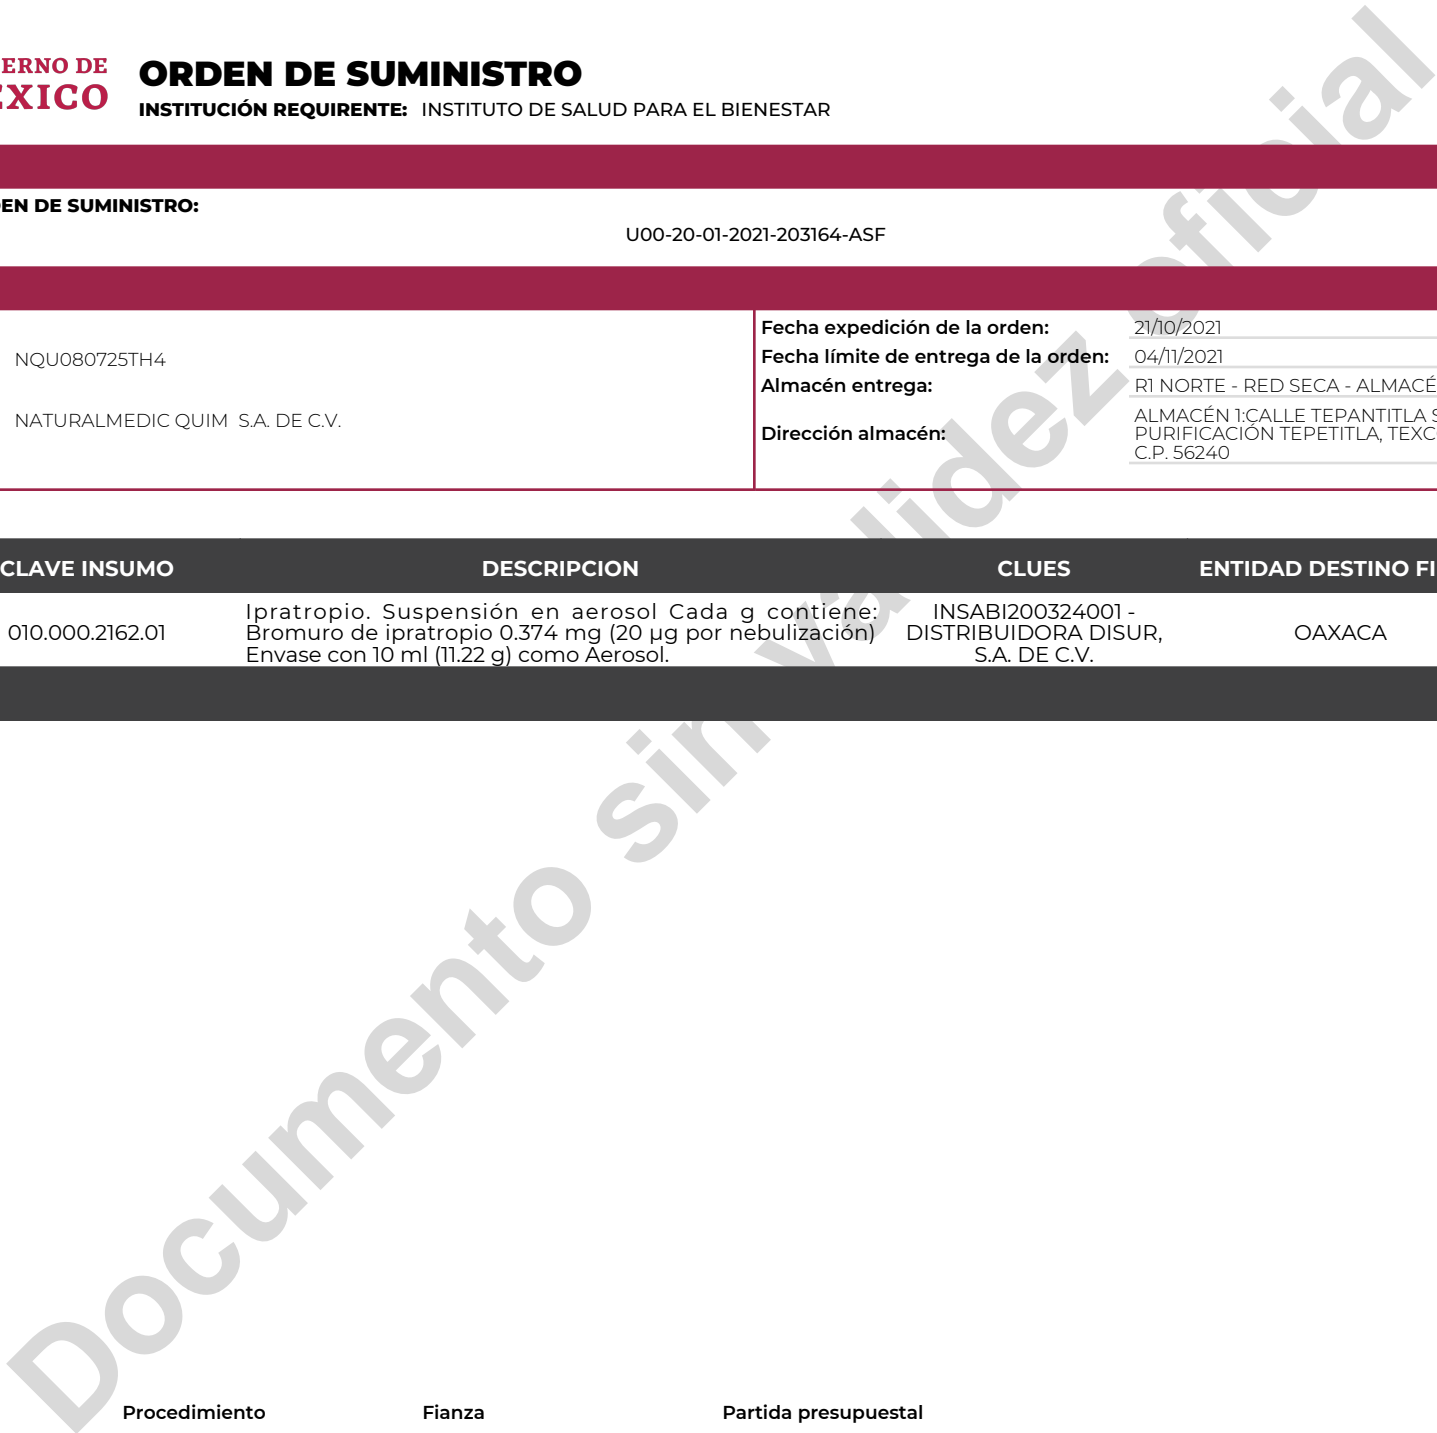 ERNO DE
EXICO
ORDEN DE SUMINISTRO
INSTITUCIÓN REQUIRENTE: INSTITUTO DE SALUD PARA EL BIENESTAR
EN DE SUMINISTRO:
U00-20-01-2021-203164-ASF
NQU080725TH4
NATURALMEDIC QUIM S.A. DE C.V.
Fecha expedición de la orden: 21/10/2021
Fecha límite de entrega de la orden: 04/11/2021
Almacén entrega: R1 NORTE - RED SECA - ALMACÉ
Dirección almacén:
ALMACÉN 1:CALLE TEPANTITLA S
PURIFICACIÓN TEPETITLA, TEXC
C.P. 56240
CLAVE INSUMO DESCRIPCION CLUES ENTIDAD DESTINO FI
010.000.2162.01
Ipratropio. Suspensión en aerosol Cada g contiene:
Bromuro de ipratropio 0.374 mg (20 µg por nebulización)
Envase con 10 ml (11.22 g) como Aerosol.
INSABI200324001 -
DISTRIBUIDORA DISUR,
S.A. DE C.V.
OAXACA
Documento sin validez oficial
Procedimiento Fianza Partida presupuestal